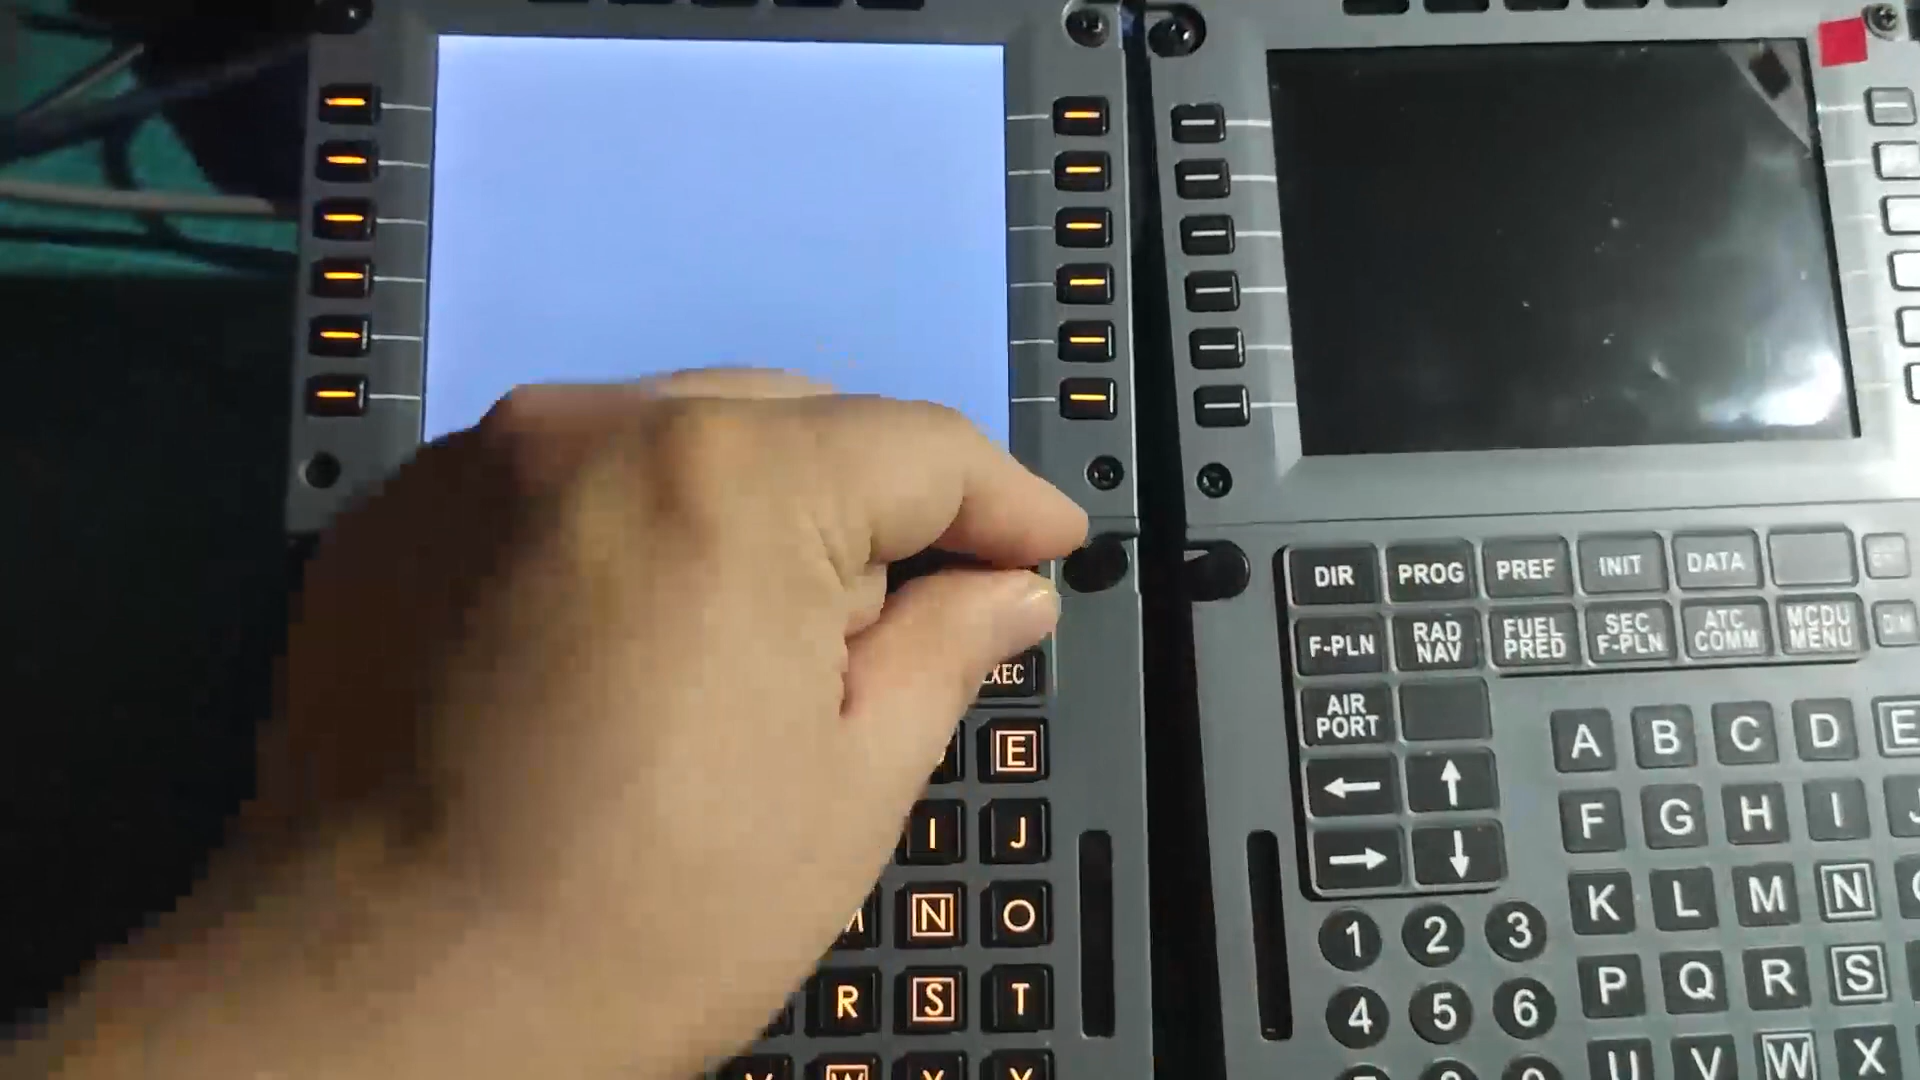 EXEC
E
I J
N O
R S T
DIR PROG PREF INIT DATA
F-PLN RAD NAV FUEL PRED SEC F-PLN ATC COMM MCDU MENU
AIR PORT
← ↑
→ ↓
A B C D E
F G H I J
K L M N
P Q R S
U V W X
1 2 3
4 5 6